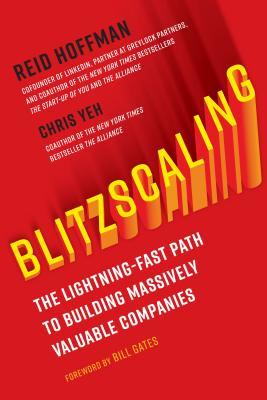 REID HOFFMAN
COFOUNDER OF LINKEDIN, PARTNER AT GREYLOCK PARTNERS,
AND COAUTHOR OF THE NEW YORK TIMES BESTSELLERS
THE START-UP OF YOU AND THE ALLIANCE
CHRIS YEH
COAUTHOR OF THE NEW YORK TIMES
BESTSELLER THE ALLIANCE
BLITZSCALING
THE LIGHTNING-FAST PATH
TO BUILDING MASSIVELY
VALUABLE COMPANIES
FOREWORD BY BILL GATES